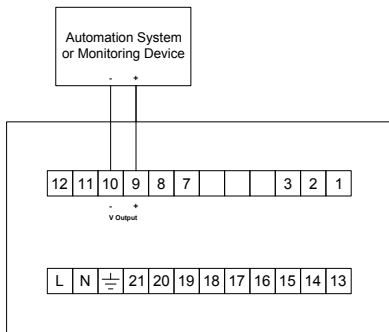 Automation System
or Monitoring Device
- +
12 11 10 9 8 7 3 2 1
- +
V Output
L N 21 20 19 18 17 16 15 14 13